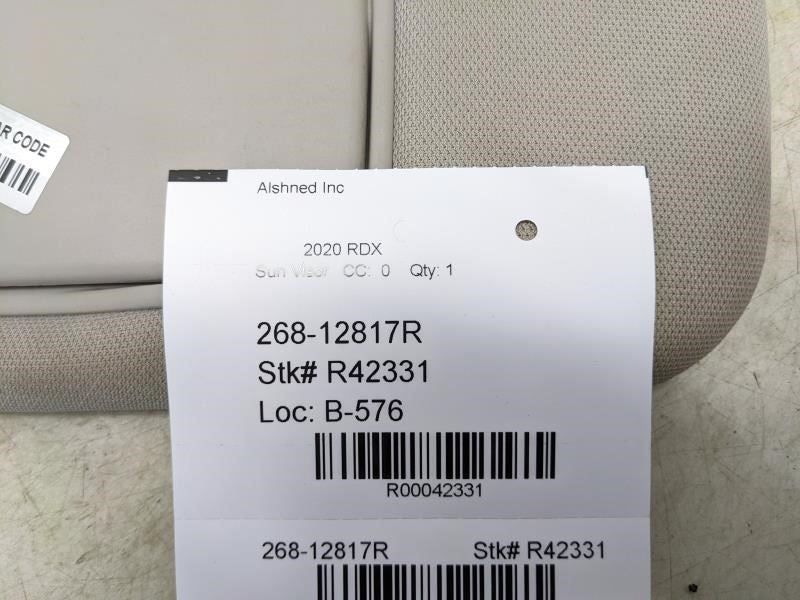 AR CODE
Alshned Inc
2020 RDX
Sun Visor CC: 0 Qty: 1
268-12817R
Stk# R42331
Loc: B-576
R00042331
268-12817R Stk# R42331